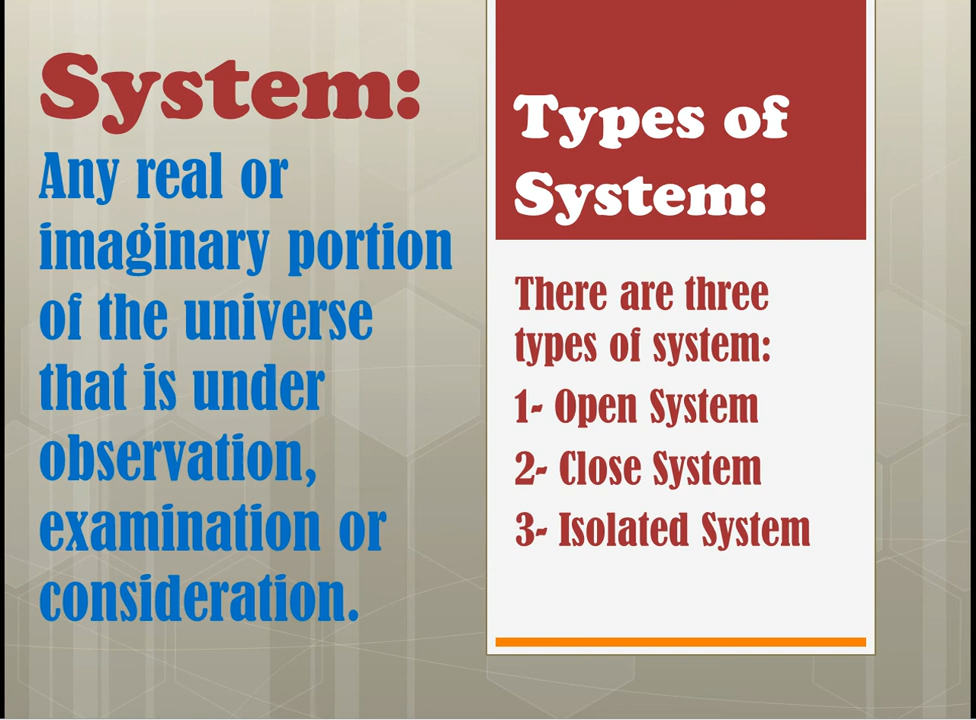 System:
Any real or
imaginary portion
of the universe
that is under
observation,
examination or
consideration.
Types of
System:
There are three
types of system:
1- Open System
2- Close System
3- Isolated System